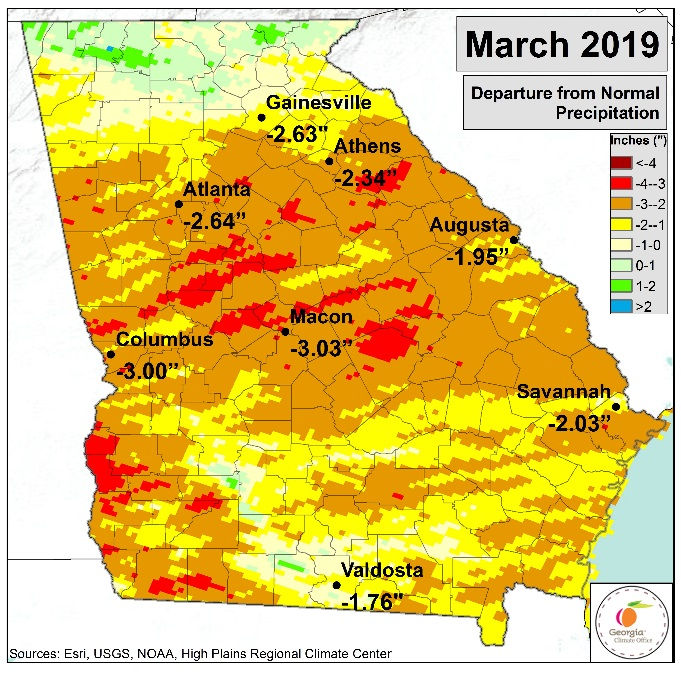 March 2019
Departure from Normal
Precipitation
Inches (")
<-4
-4--3
-3--2
-2--1
-1-0
0-1
1-2
>2
Gainesville
-2.63"
Athens
-2.34”
Atlanta
-2.64”
Augusta
-1.95”
Macon
-3.03”
Columbus
-3.00”
Savannah
-2.03”
Valdosta
-1.76"
Georgia
Climate Office
Sources: Esri, USGS, NOAA, High Plains Regional Climate Center